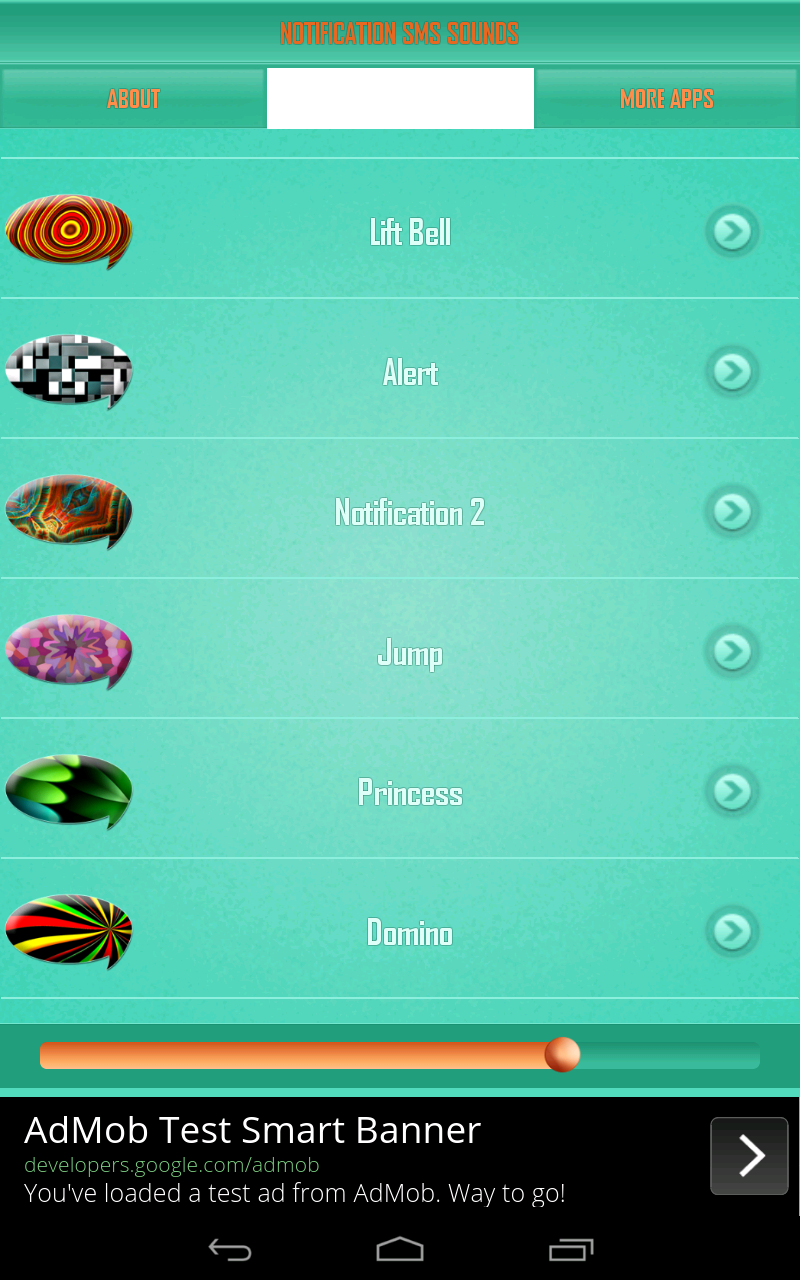 NOTIFICATION SMS SOUNDS
ABOUT
MORE APPS
Lift Bell
Alert
Notification 2
Jump
Princess
Domino
AdMob Test Smart Banner
developers.google.com/admob
You've loaded a test ad from AdMob. Way to go!